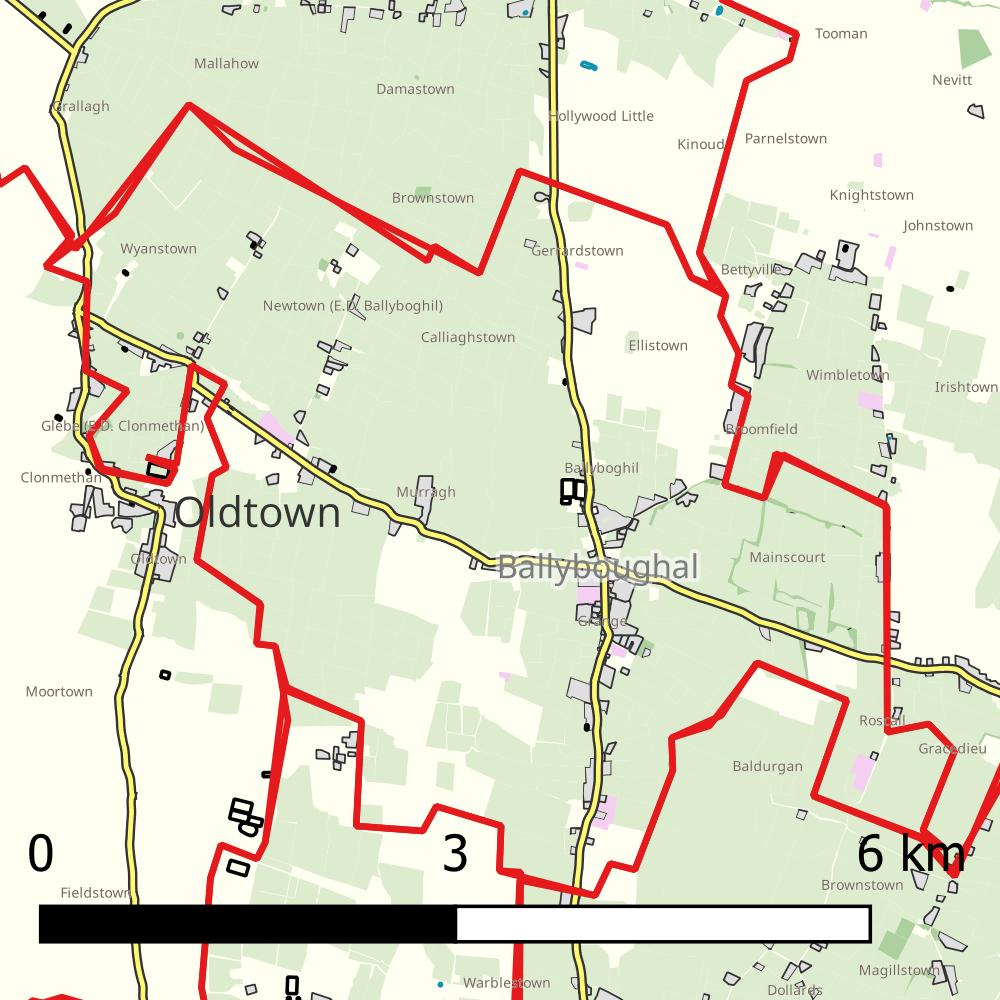 Tooman
Mallahow
Nevitt
Damastown
Grallagh
Hollywood Little
Parnelstown
Kinoud
Knightstown
Brownstown
Johnstown
Wyanstown
Gerrardstown
Bettyville
Newtown (E.D. Ballyboghil)
Calliaghstown
Ellistown
Wimbletown
Irishtown
Glebe (E.D. Clonmethan)
Broomfield
Ballyboghil
Clonmethan
Murragh
Oldtown
Oldtown
Mainscourt
Ballyboughal
Grange
Moortown
Roscall
Gracedieu
Baldurgan
0 3 6 km
Brownstown
Fieldstown
Magillstown
Warblestown
Dollards